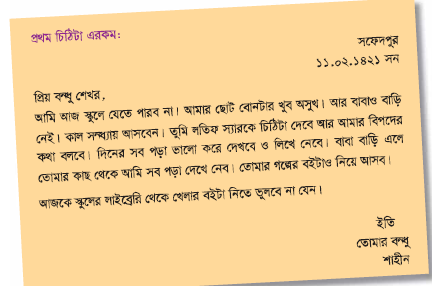 প্রথম চিঠিটা এরকম:
সফেদপুর
১১.০২.১৪২১ সন
প্রিয় বন্ধু শেখর,
আমি আজ স্কুলে যেতে পারব না। আমার ছোট বোনটার খুব অসুখ। আর বাবাও বাড়ি
নেই। কাল সন্ধ্যায় আসবেন। তুমি লতিফ স্যারকে চিঠিটা দেবে আর আমার বিপদের
কথা বলবে। দিনের সব পড়া ভালো করে দেখবে ও লিখে নেবে। বাবা বাড়ি এলে
তোমার কাছ থেকে আমি সব পড়া দেখে নেব। তোমার গল্পের বইটাও নিয়ে আসব।
আজকে স্কুলের লাইব্রেরি থেকে খেলার বইটা নিতে ভুলবে না যেন।
ইতি
তোমার বন্ধু
শাহীন